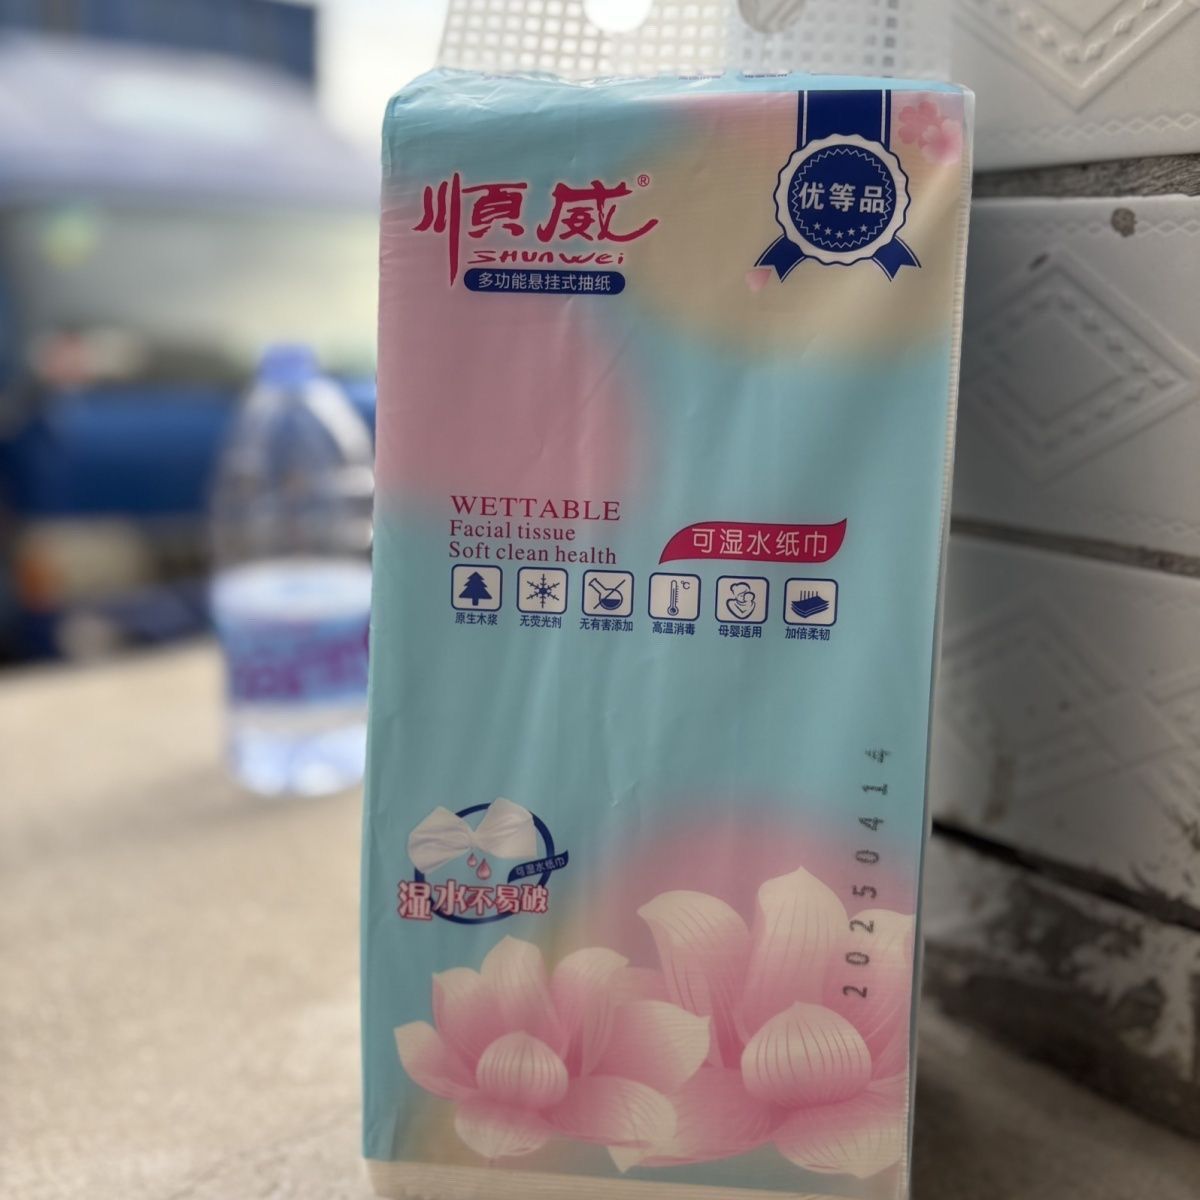 順威®
SHUNWEI
多功能悬挂式抽纸
优等品
WETTABLE
Facial tissue
Soft clean health
可湿水纸巾
原生木浆
无荧光剂
无有害添加
高温消毒
母婴适用
加倍柔韧
℃
可湿水纸巾
湿水不易破
20250414